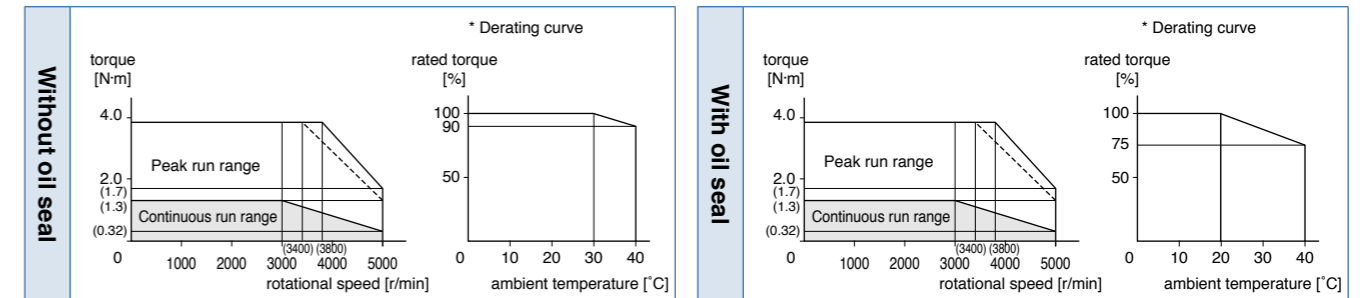 Without oil seal
* Derating curve
torque
[N·m]
4.0
Peak run range
2.0
(1.7)
(1.3)
Continuous run range
(0.32)
0
1000
2000
3000
(3400)
(3800)
4000
5000
rotational speed [r/min]
rated torque
[%]
100
90
50
0
10
20
30
40
ambient temperature [˚C]
With oil seal
* Derating curve
torque
[N·m]
4.0
Peak run range
2.0
(1.7)
(1.3)
Continuous run range
(0.32)
0
1000
2000
3000
(3400)
(3800)
4000
5000
rotational speed [r/min]
rated torque
[%]
100
75
50
0
10
20
30
40
ambient temperature [˚C]